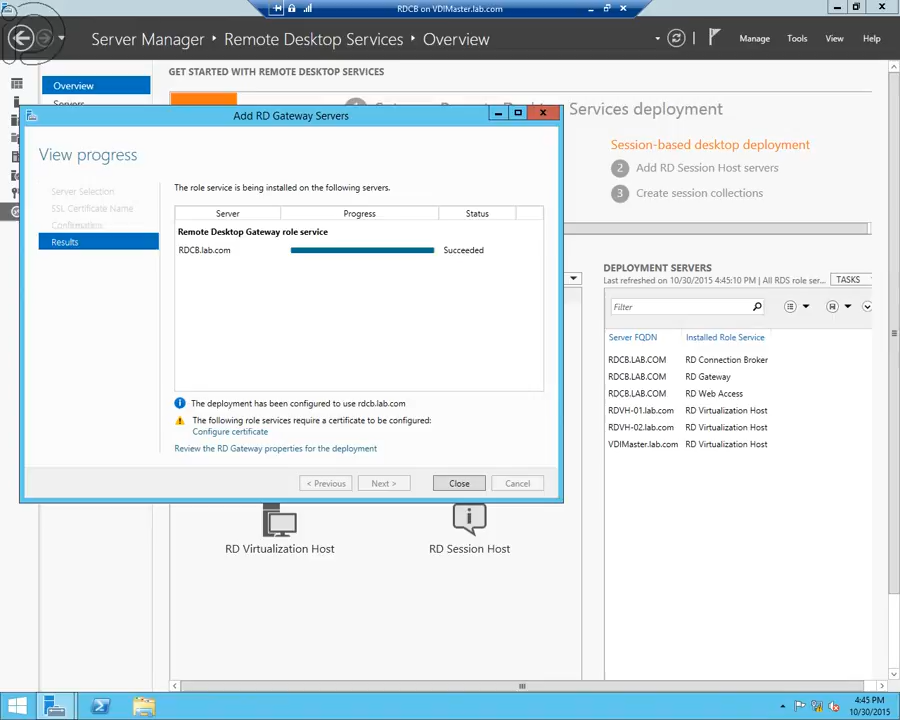 RDCB on VDIMaster.lab.com
Server Manager ‣ Remote Desktop Services ‣ Overview
Manage Tools View Help
Overview
Servers
GET STARTED WITH REMOTE DESKTOP SERVICES
Services deployment
Session-based desktop deployment
2 Add RD Session Host servers
3 Create session collections
Add RD Gateway Servers
View progress
Server Selection
SSL Certificate Name
Confirmation
Results
The role service is being installed on the following servers.
Server Progress Status
Remote Desktop Gateway role service
RDCB.lab.com Succeeded
The deployment has been configured to use rdcb.lab.com
The following role services require a certificate to be configured:
Configure certificate
Review the RD Gateway properties for the deployment
< Previous Next > Close Cancel
DEPLOYMENT SERVERS
Last refreshed on 10/30/2015 4:45:10 PM | All RDS role ser... TASKS
Filter
Server FQDN Installed Role Service
RDCB.LAB.COM RD Connection Broker
RDCB.LAB.COM RD Gateway
RDCB.LAB.COM RD Web Access
RDVH-01.lab.com RD Virtualization Host
RDVH-02.lab.com RD Virtualization Host
VDIMaster.lab.com RD Virtualization Host
RD Virtualization Host RD Session Host
4:45 PM
10/30/2015